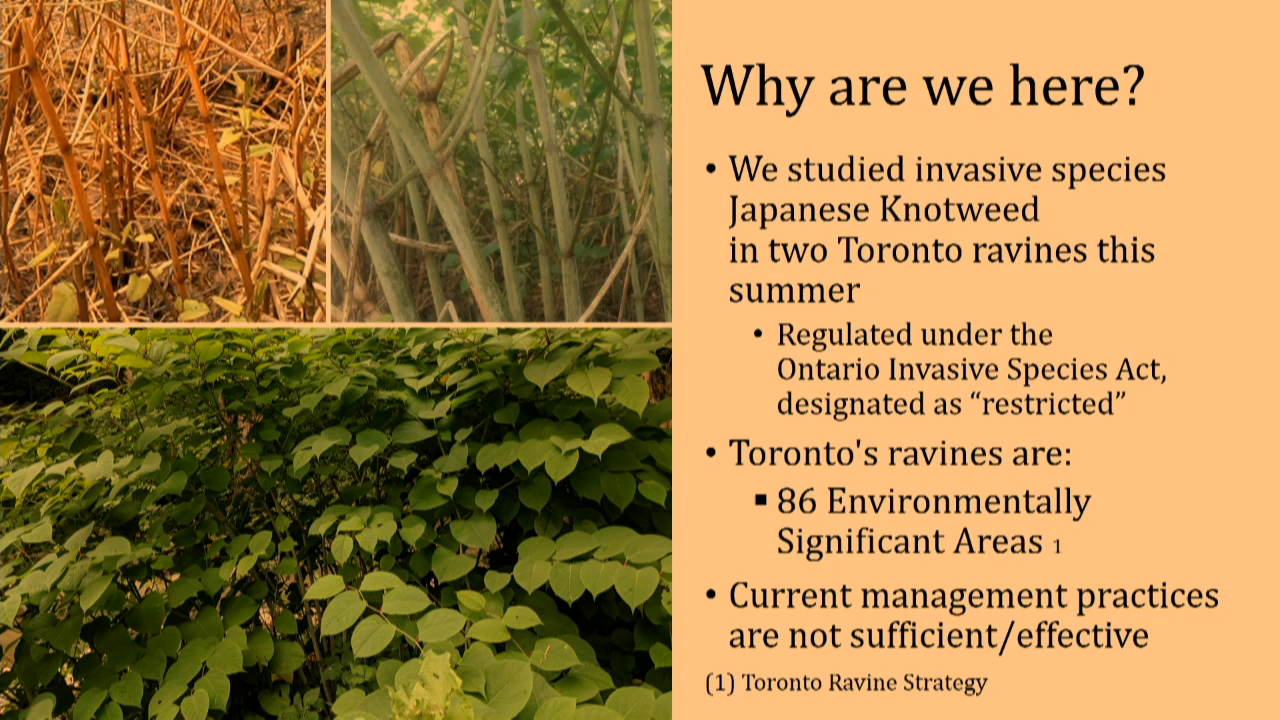 Why are we here?
• We studied invasive species
Japanese Knotweed
in two Toronto ravines this
summer
• Regulated under the
Ontario Invasive Species Act,
designated as “restricted”
• Toronto's ravines are:
▪ 86 Environmentally
Significant Areas 1
• Current management practices
are not sufficient/effective
(1) Toronto Ravine Strategy